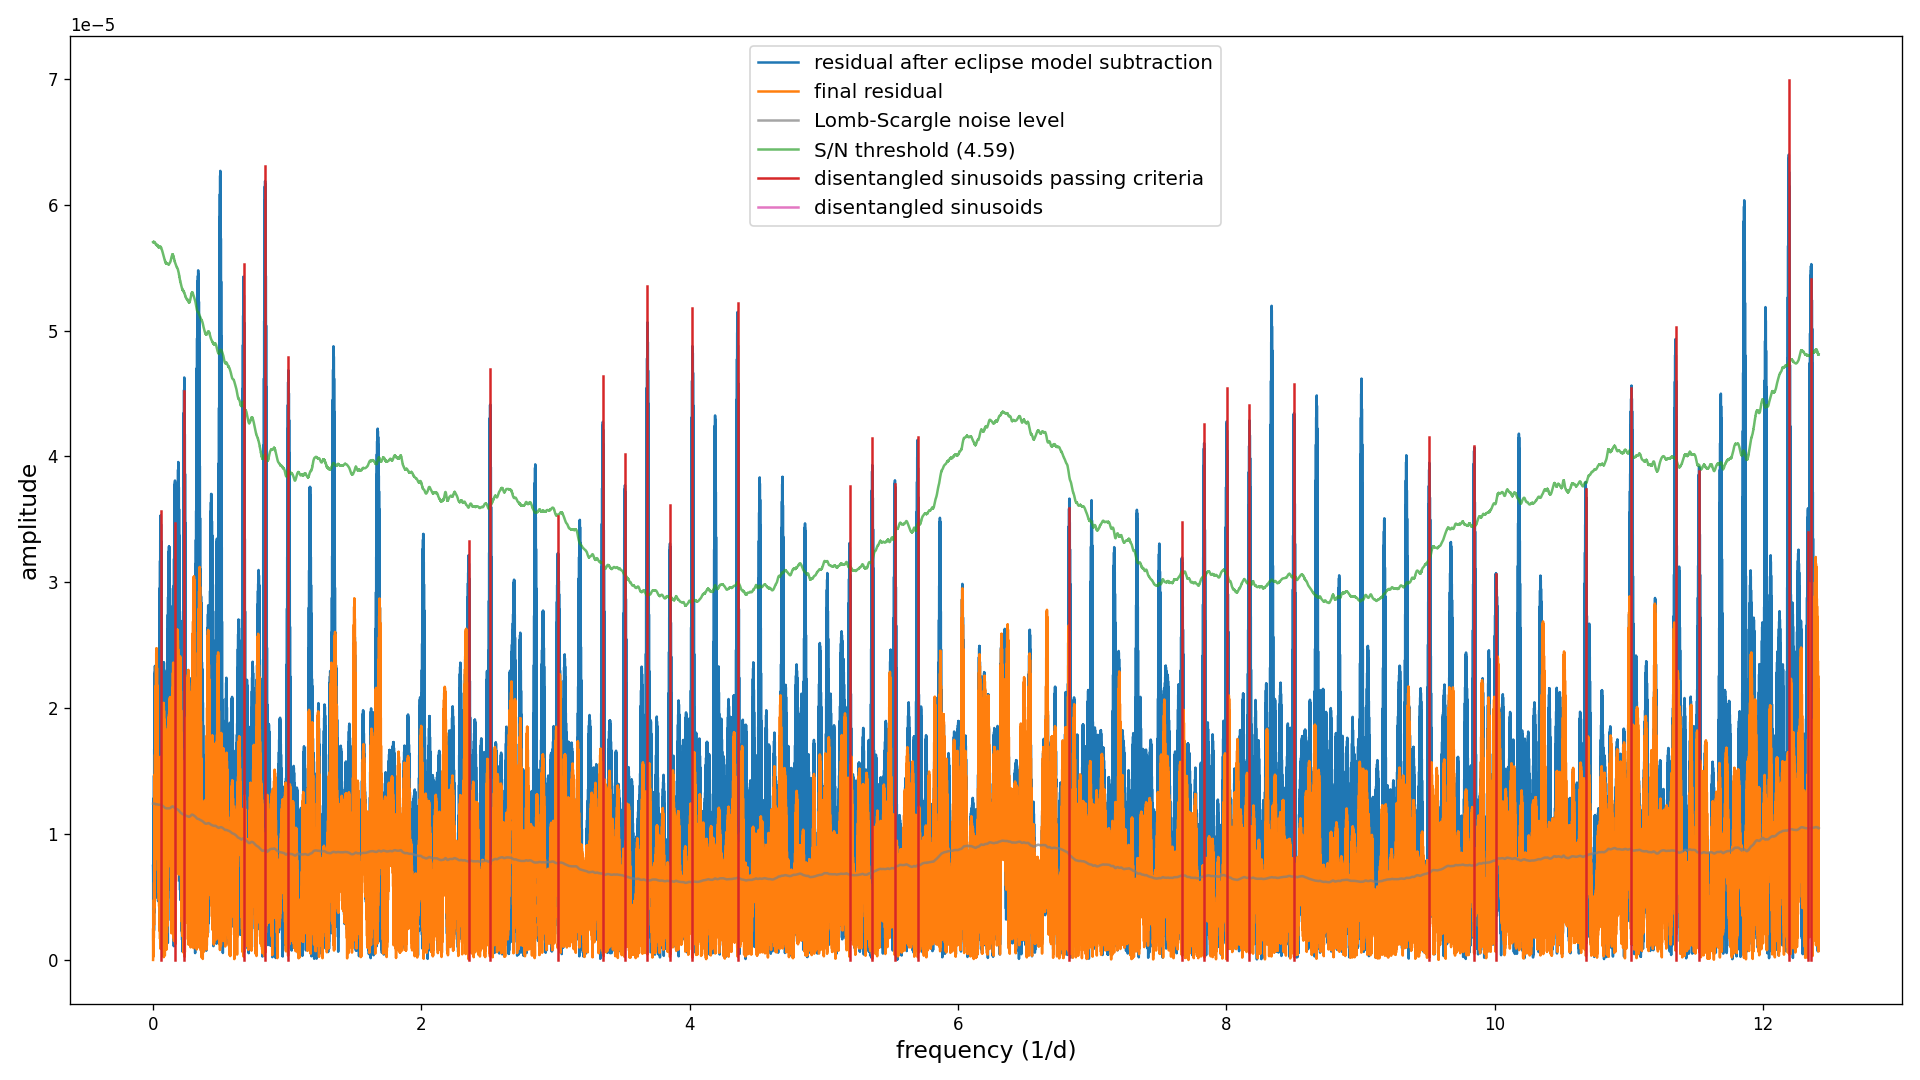 1e−5
7
6
5
4
3
2
1
0
amplitude
residual after eclipse model subtraction
final residual
Lomb-Scargle noise level
S/N threshold (4.59)
disentangled sinusoids passing criteria
disentangled sinusoids
0 2 4 6 8 10 12
frequency (1/d)